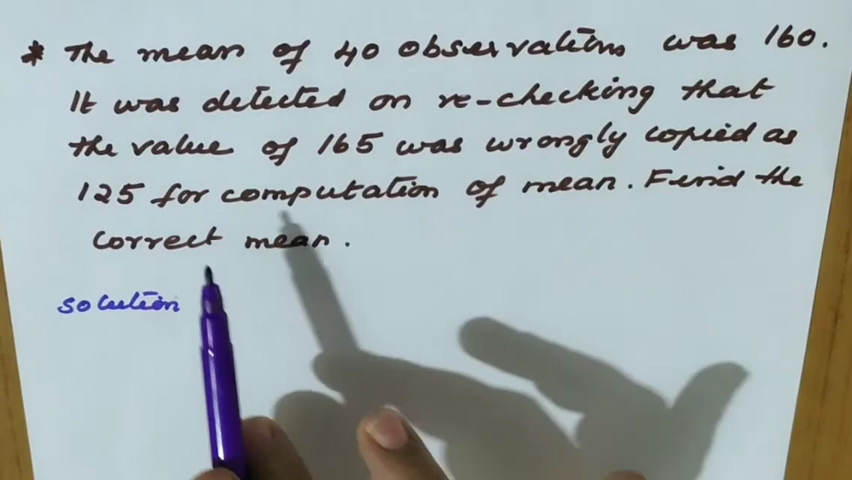 * The mean of 40 observations was 160.
It was detected on re-checking that
the value of 165 was wrongly copied as
125 for computation of mean. Find the
correct mean.
solution